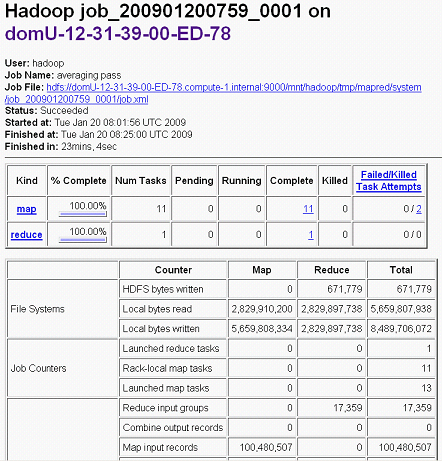 Hadoop job_200901200759_0001 on
domU-12-31-39-00-ED-78
User: hadoop
Job Name: averaging pass
Job File: hdfs://domU-12-31-39-00-ED-78.compute-1.internal:9000/mnt/hadoop/tmp/mapred/system
/job_200901200759_0001/job.xml
Status: Succeeded
Started at: Tue Jan 20 08:01:56 UTC 2009
Finished at: Tue Jan 20 08:25:00 UTC 2009
Finished in: 23mins, 4sec
Kind % Complete Num Tasks Pending Running Complete Killed Failed/Killed Task Attempts
map 100.00% 11 0 0 11 0 0 / 2
reduce 100.00% 1 0 0 1 0 0 / 0
Counter Map Reduce Total
File Systems
HDFS bytes written 0 671,779 671,779
Local bytes read 2,829,910,200 2,829,897,738 5,659,807,938
Local bytes written 5,659,808,334 2,829,897,738 8,489,706,072
Job Counters
Launched reduce tasks 0 0 1
Rack-local map tasks 0 0 11
Launched map tasks 0 0 13
Reduce input groups 0 17,359 17,359
Combine output records 0 0 0
Map input records 100,480,507 0 100,480,507